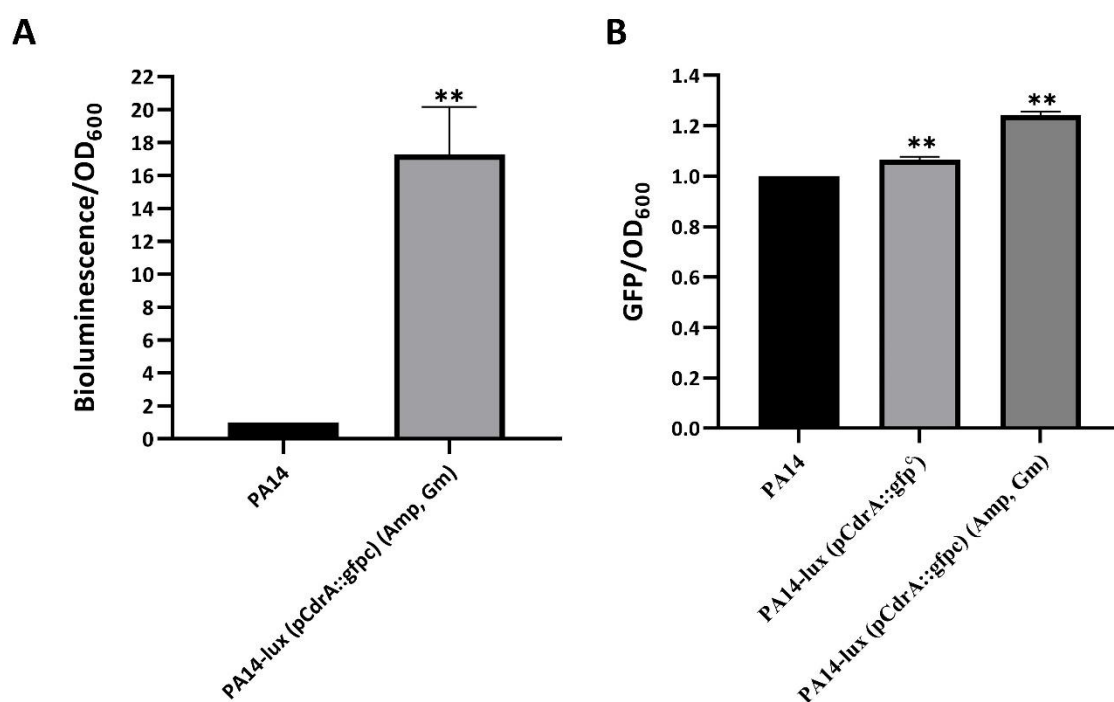 A
Bioluminescence/OD600
22
20
18
16
14
12
10
8
6
4
2
0
**
PA14
PA14-lux (pCdrA::gfpc) (Amp, Gm)
B
GFP/OD600
1.4
1.2
1.0
0.8
0.6
0.4
0.2
0.0
**
**
PA14
PA14-lux (pCdrA::gfpᶜ)
PA14-lux (pCdrA::gfpc) (Amp, Gm)